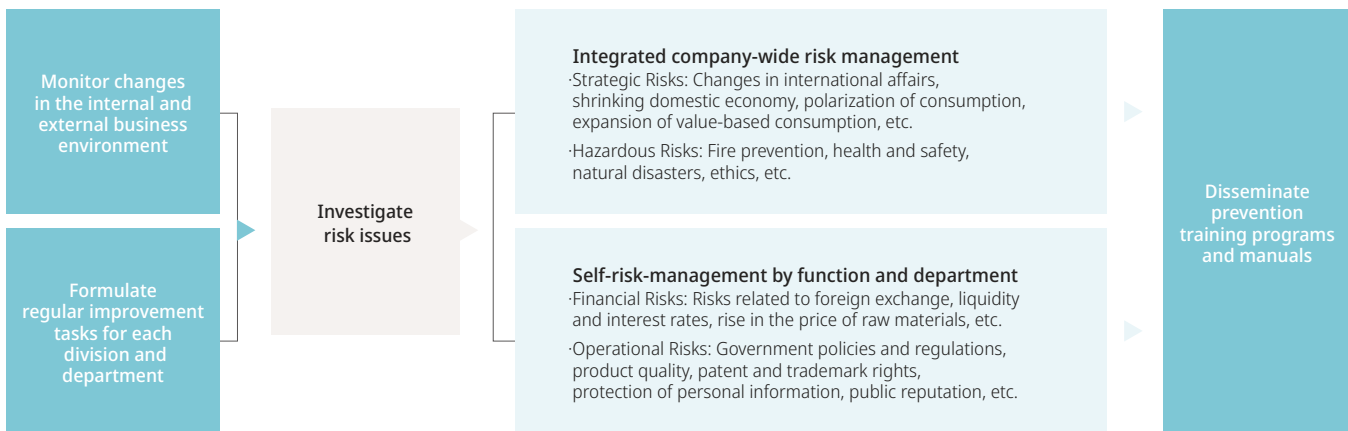 Monitor changes
in the internal and
external business
environment
Formulate
regular improvement
tasks for each
division and
department
Investigate
risk issues
Integrated company-wide risk management
·Strategic Risks: Changes in international affairs,
shrinking domestic economy, polarization of consumption,
expansion of value-based consumption, etc.
·Hazardous Risks: Fire prevention, health and safety,
natural disasters, ethics, etc.
Self-risk-management by function and department
·Financial Risks: Risks related to foreign exchange, liquidity
and interest rates, rise in the price of raw materials, etc.
·Operational Risks: Government policies and regulations,
product quality, patent and trademark rights,
protection of personal information, public reputation, etc.
Disseminate
prevention
training programs
and manuals